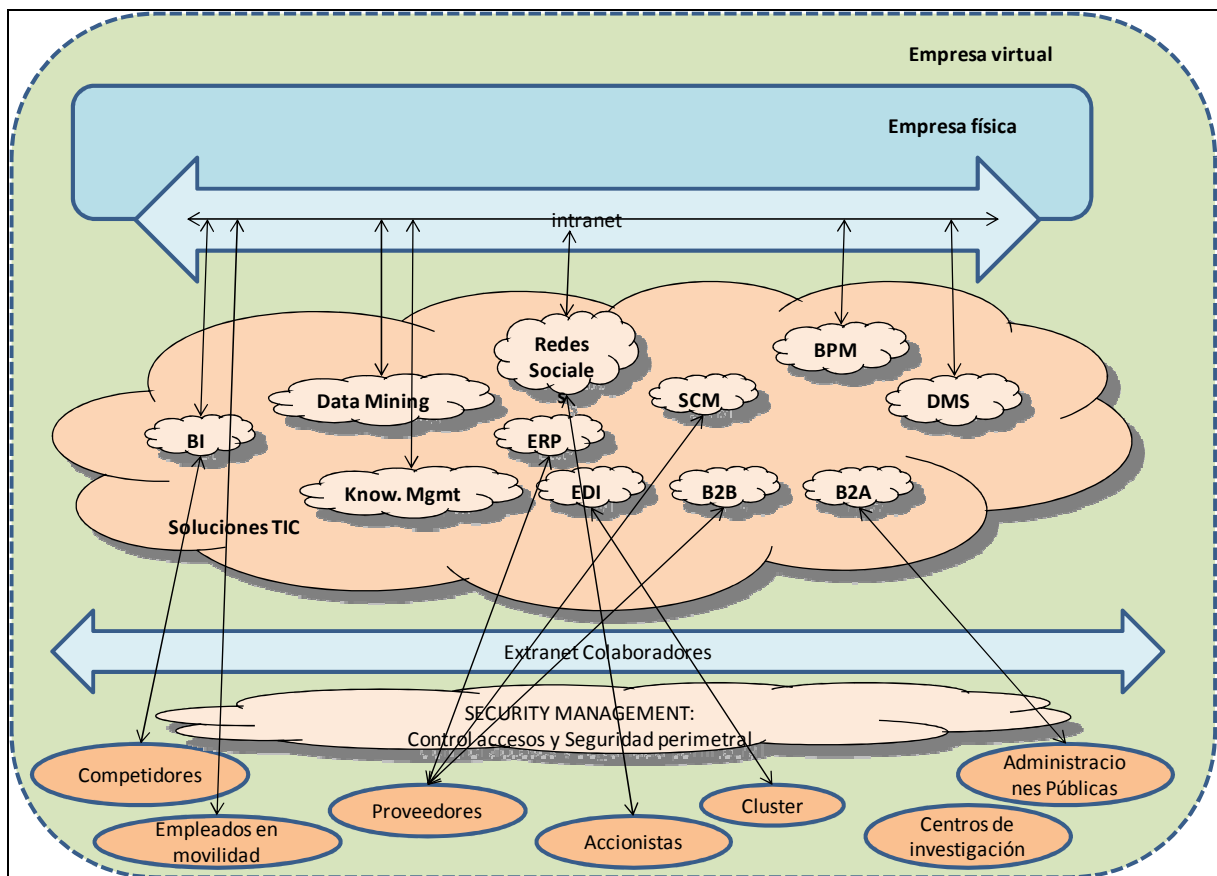 Empresa virtual
Empresa física
intranet
Redes
Sociale
s
BPM
Data Mining
SCM
DMS
BI
ERP
Know. Mgmt
EDI
B2B
B2A
Soluciones TIC
Extranet Colaboradores
SECURITY MANAGEMENT:
Control accesos y Seguridad perimetral
Competidores
Administracio
nes Públicas
Proveedores
Cluster
Empleados en
movilidad
Accionistas
Centros de
investigación